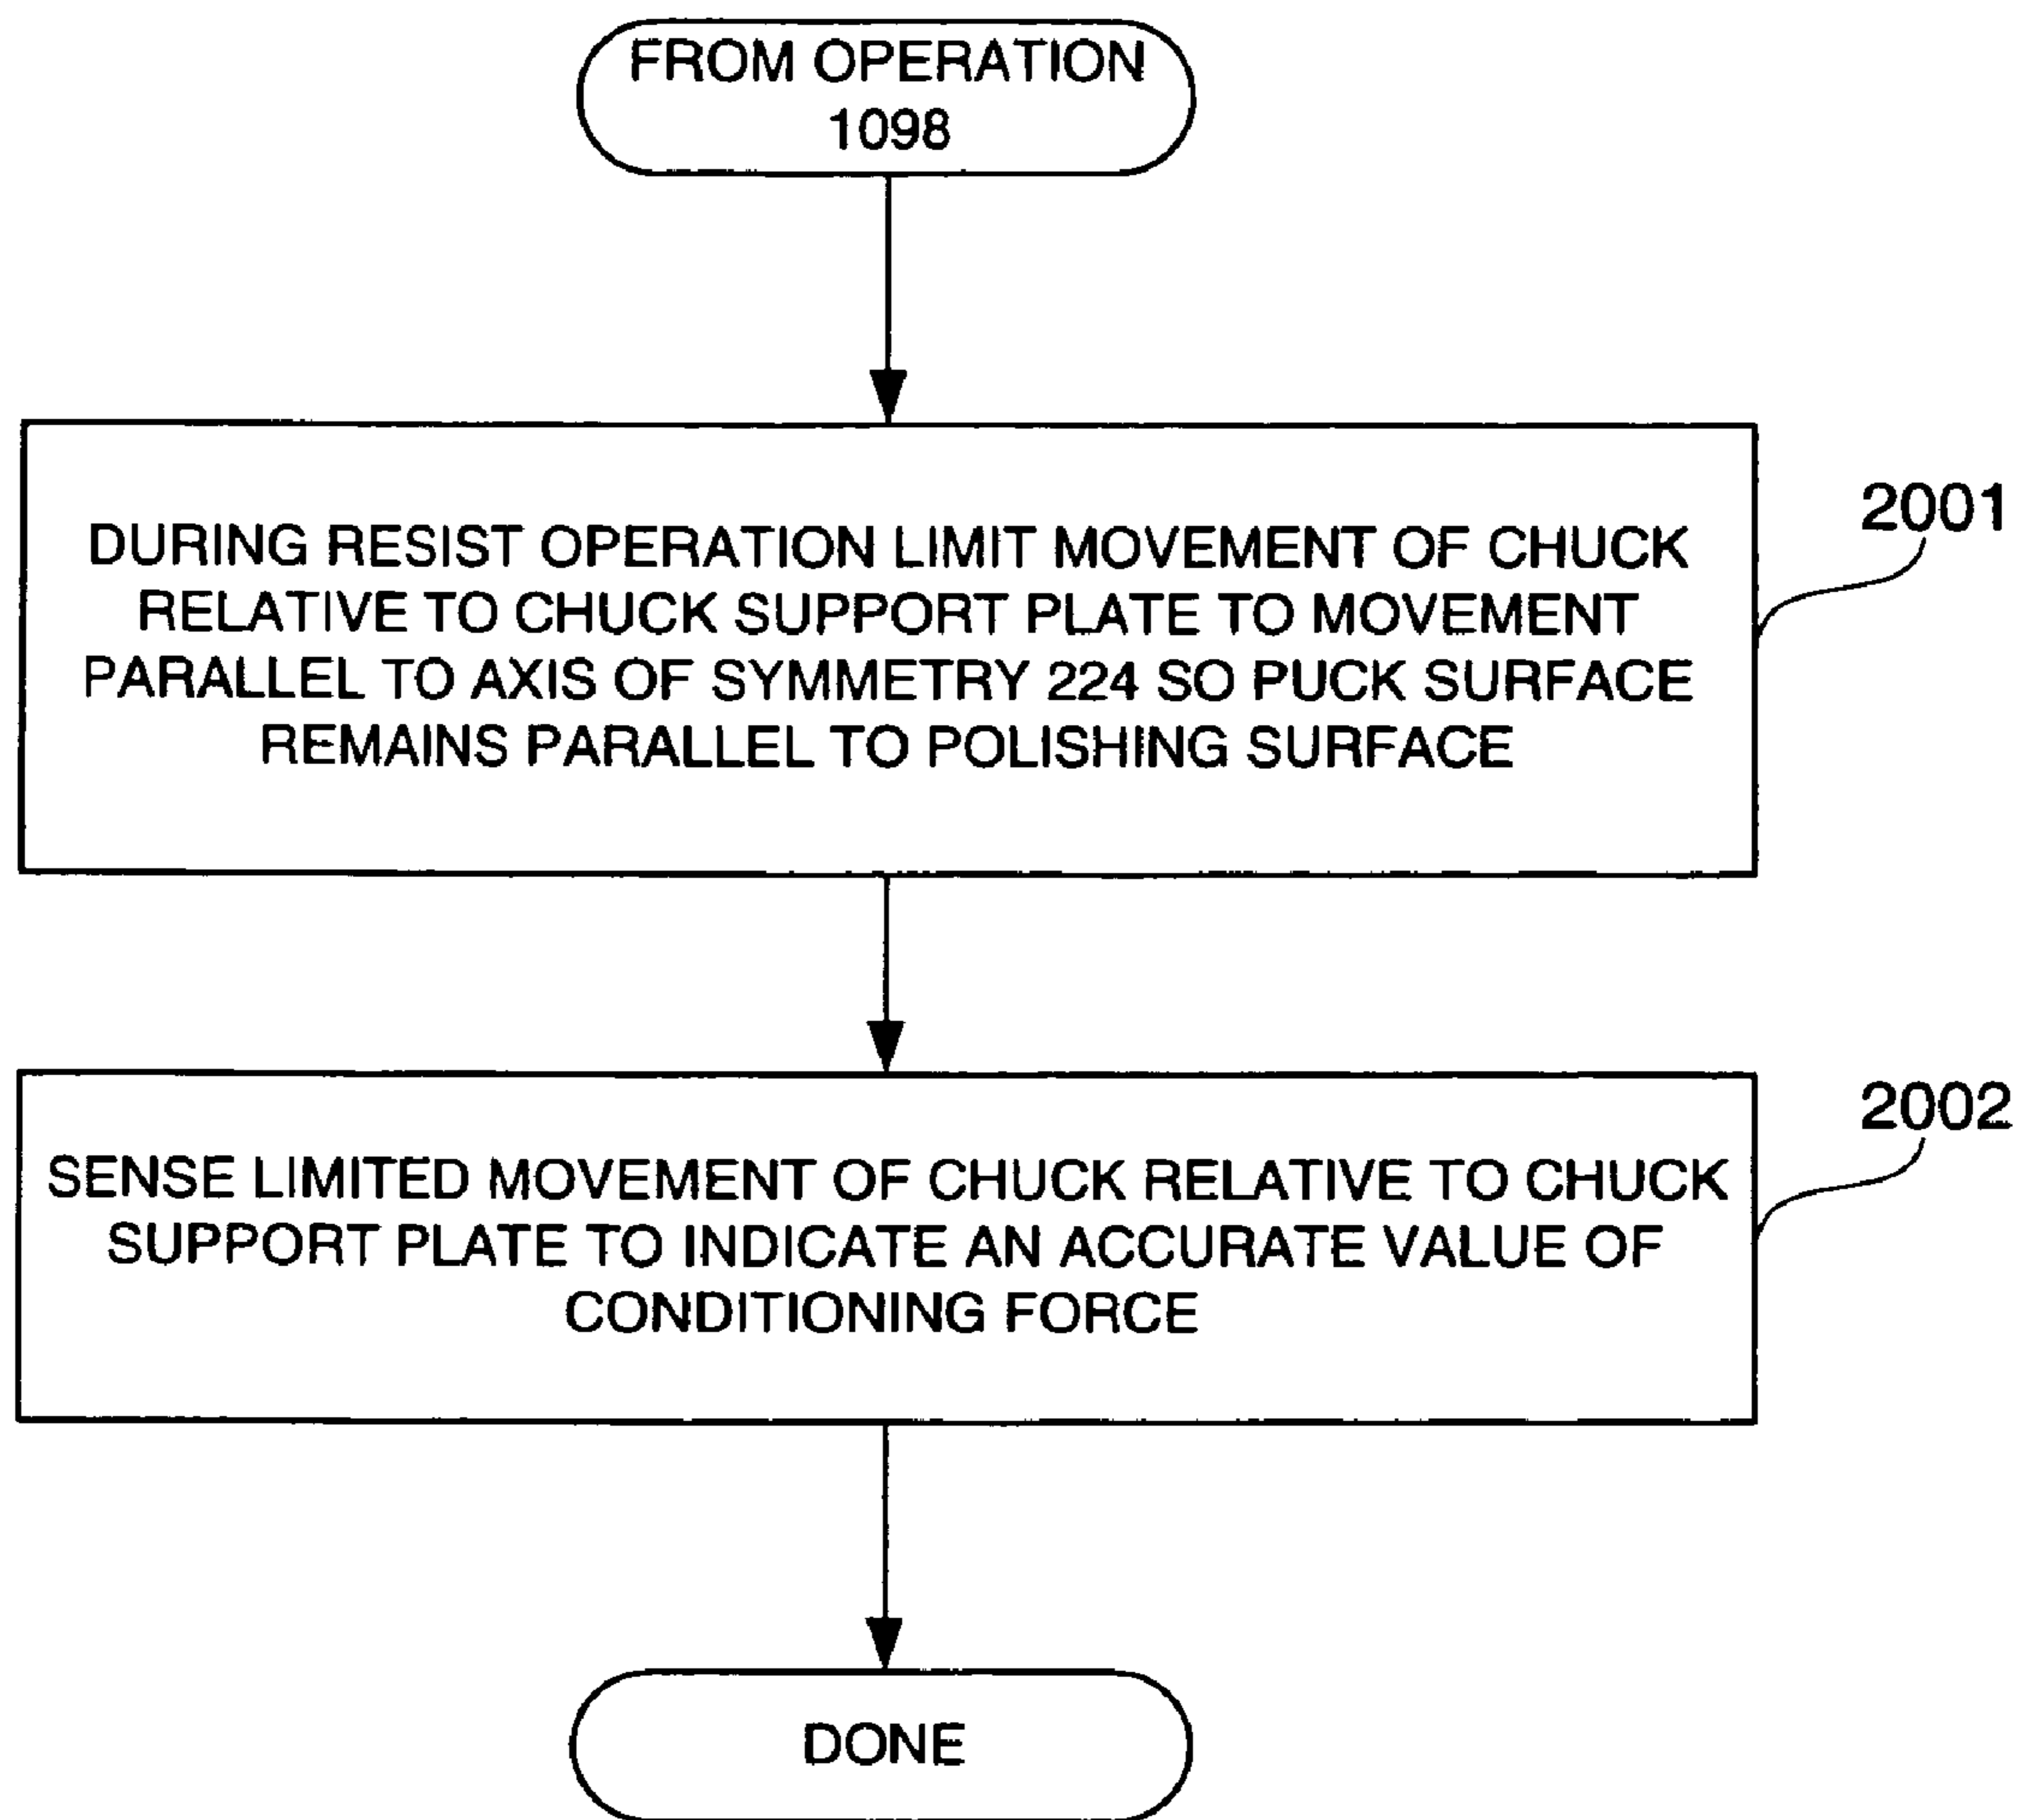 FROM OPERATION
1098
DURING RESIST OPERATION LIMIT MOVEMENT OF CHUCK
RELATIVE TO CHUCK SUPPORT PLATE TO MOVEMENT
PARALLEL TO AXIS OF SYMMETRY 224 SO PUCK SURFACE
REMAINS PARALLEL TO POLISHING SURFACE
2001
SENSE LIMITED MOVEMENT OF CHUCK RELATIVE TO CHUCK
SUPPORT PLATE TO INDICATE AN ACCURATE VALUE OF
CONDITIONING FORCE
2002
DONE